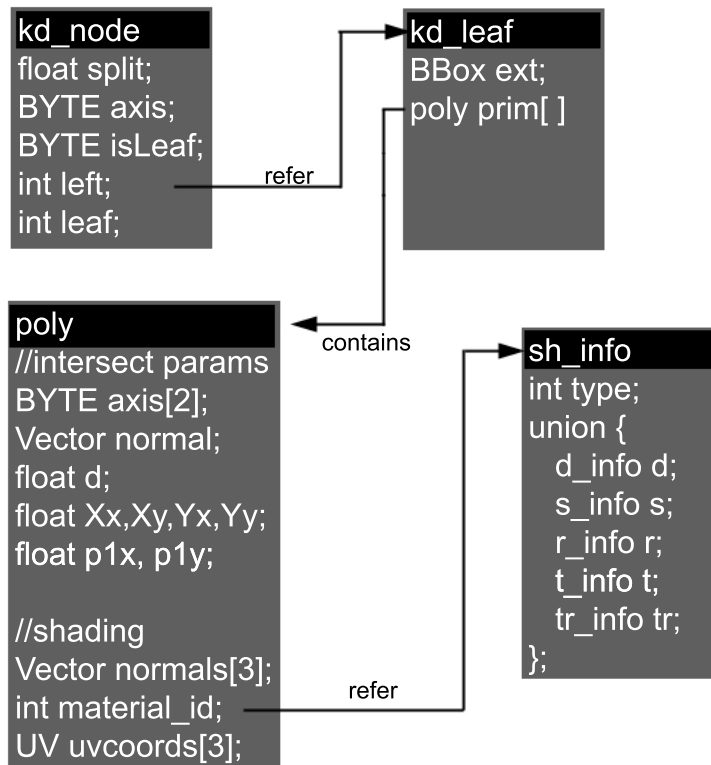 kd_node
float split;
BYTE axis;
BYTE isLeaf;
int left;
int leaf;
refer
kd_leaf
BBox ext;
poly prim[ ]
contains
poly
//intersect params
BYTE axis[2];
Vector normal;
float d;
float Xx,Xy,Yx,Yy;
float p1x, p1y;
//shading
Vector normals[3];
int material_id;
UV uvcoords[3];
refer
sh_info
int type;
union {
d_info d;
s_info s;
r_info r;
t_info t;
tr_info tr;
};